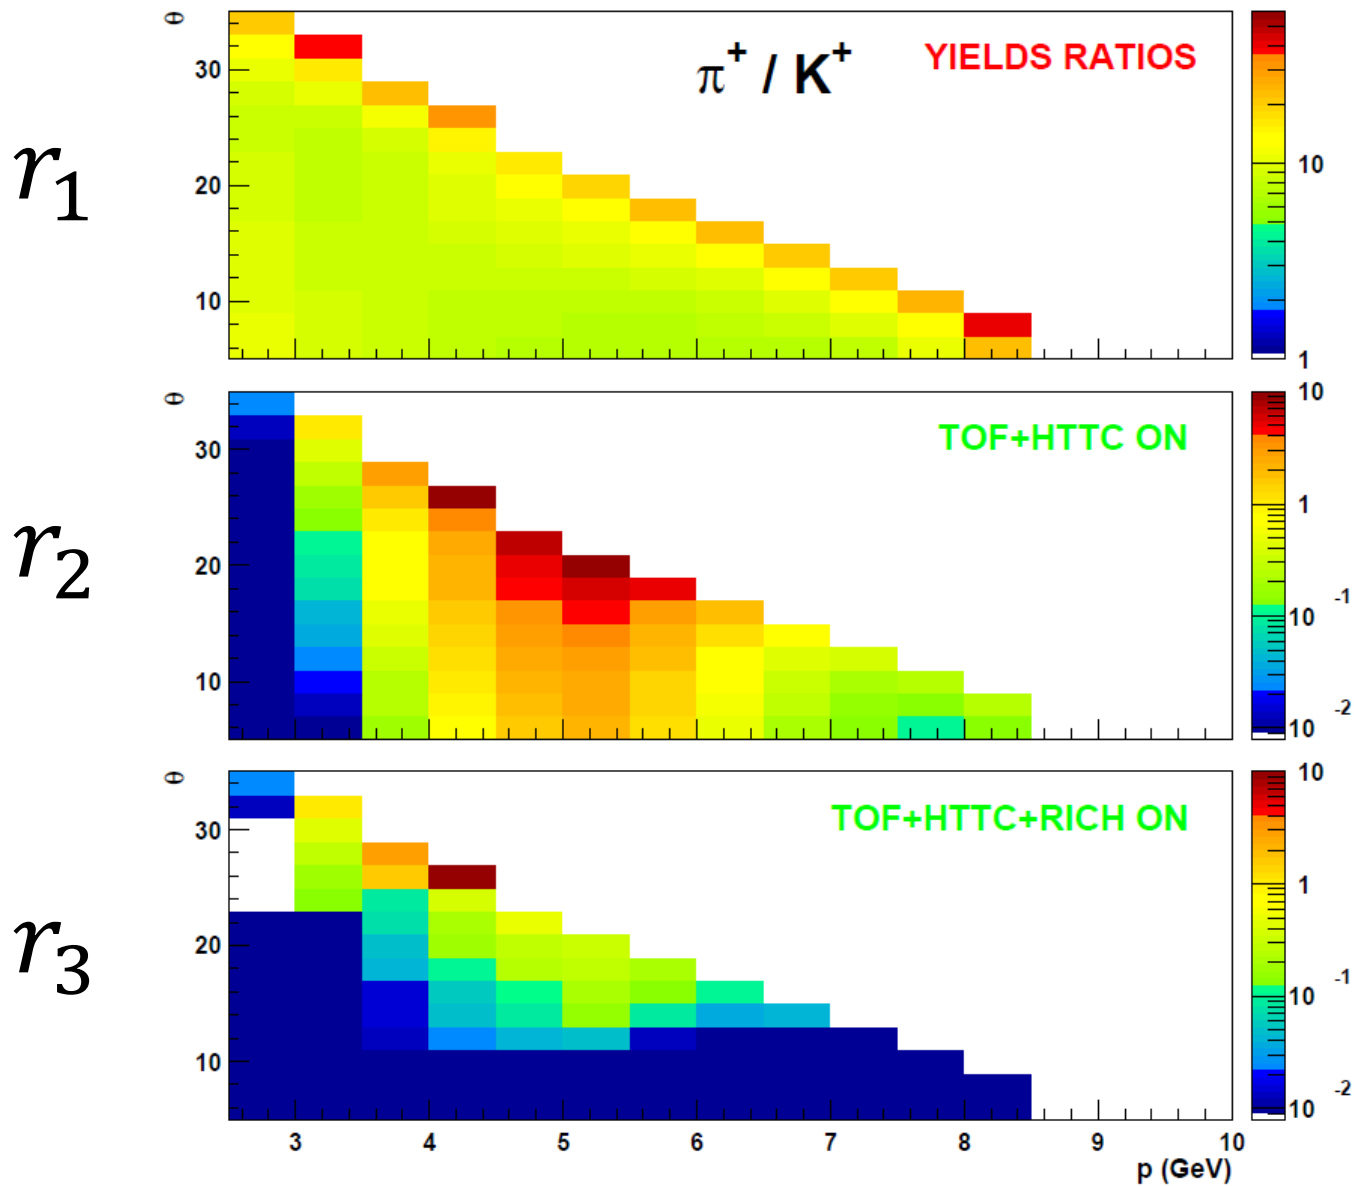 θ
π+ / K+
YIELDS RATIOS
r1
30
20
10
10
1
θ
TOF+HTTC ON
r2
30
20
10
10
1
10 -1
10 -2
θ
TOF+HTTC+RICH ON
r3
30
20
10
10
1
10 -1
10 -2
3 4 5 6 7 8 9 10
p (GeV)